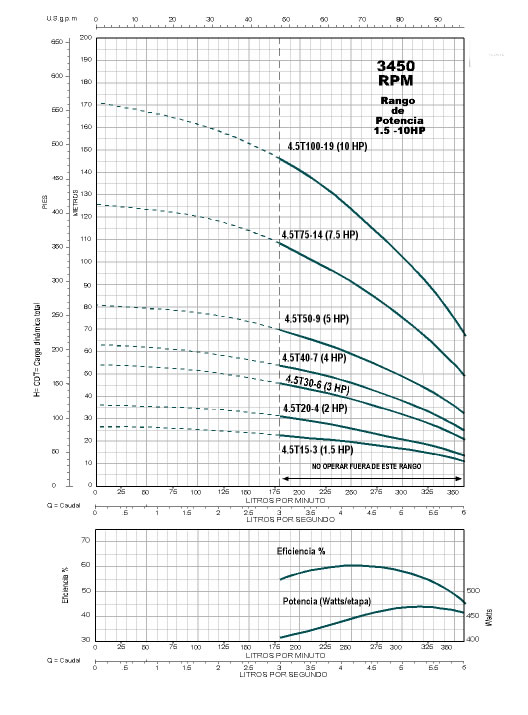 U.S.g.p.m
0 10 20 30 40 50 60 70 80 90
3450
RPM
Rango
de
Potencia
1.5 -10HP
PIES
METROS
H= CDT= Carga dinámica total
650
600
550
500
450
400
350
300
250
200
150
100
50
0
200
190
180
170
160
150
140
130
120
110
100
90
80
70
60
50
40
30
20
10
0
4.5T100-19 (10 HP)
4.5T75-14 (7.5 HP)
4.5T50-9 (5 HP)
4.5T40-7 (4 HP)
4.5T30-6 (3 HP)
4.5T20-4 (2 HP)
4.5T15-3 (1.5 HP)
NO OPERAR FUERA DE ESTE RANGO
0 25 50 75 100 125 150 175 200 225 250 275 300 325 350
LITROS POR MINUTO
Q = Caudal
0 .5 1 1.5 2 2.5 3 3.5 4 4.5 5 5.5 6
LITROS POR SEGUNDO
Eficiencia %
70
60
50
40
30
Eficiencia %
Potencia (Watts/etapa)
500
450
400
Watts
0 25 50 75 100 125 150 175 200 225 250 275 300 325 350
LITROS POR MINUTO
Q = Caudal
0 .5 1 1.5 2 2.5 3 3.5 4 4.5 5 5.5 6
LITROS POR SEGUNDO